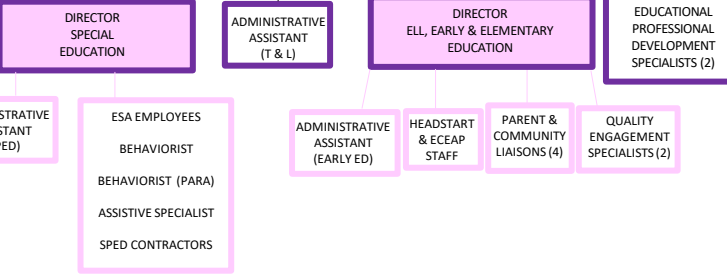 DIRECTOR
SPECIAL
EDUCATION
ADMINISTRATIVE
ASSISTANT
(T & L)
DIRECTOR
ELL, EARLY & ELEMENTARY
EDUCATION
EDUCATIONAL
PROFESSIONAL
DEVELOPMENT
SPECIALISTS (2)
STRATIVE
STANT
PED)
ESA EMPLOYEES
BEHAVIORIST
BEHAVIORIST (PARA)
ASSISTIVE SPECIALIST
SPED CONTRACTORS
ADMINISTRATIVE
ASSISTANT
(EARLY ED)
HEADSTART
& ECEAP
STAFF
PARENT &
COMMUNITY
LIAISONS (4)
QUALITY
ENGAGEMENT
SPECIALISTS (2)